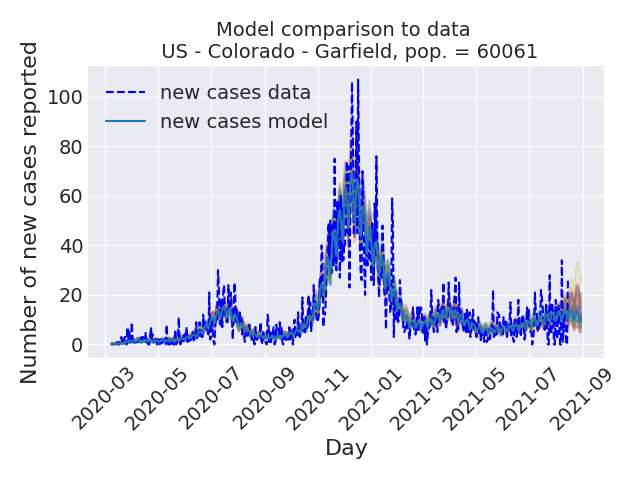 Model comparison to data
US - Colorado - Garfield, pop. = 60061
Number of new cases reported
100
80
60
40
20
0
new cases data
new cases model
2020-03
2020-05
2020-07
2020-09
2020-11
2021-01
2021-03
2021-05
2021-07
2021-09
Day